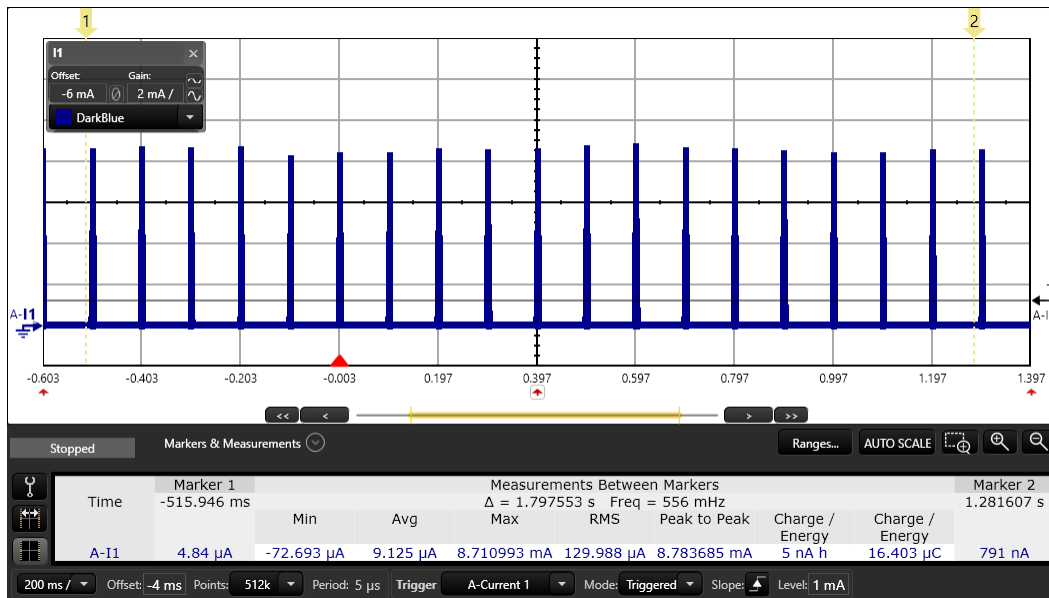 1 2
I1 ×
Offset: Gain:
-6 mA 2 mA /
DarkBlue
A-I1
-0.603 -0.403 -0.203 -0.003 0.197 0.397 0.597 0.797 0.997 1.197 1.397
<< < > >>
Stopped Markers & Measurements Ranges... AUTO SCALE
Marker 1 Measurements Between Markers Marker 2
Time -515.946 ms Δ = 1.797553 s Freq = 556 mHz 1.281607 s
Min Avg Max RMS Peak to Peak Charge / Energy Charge / Energy
A-I1 4.84 µA -72.693 µA 9.125 µA 8.710993 mA 129.988 µA 8.783685 mA 5 nA h 16.403 µC 791 nA
200 ms / Offset: -4 ms Points: 512k Period: 5 µs Trigger A-Current 1 Mode: Triggered Slope: Level: 1 mA